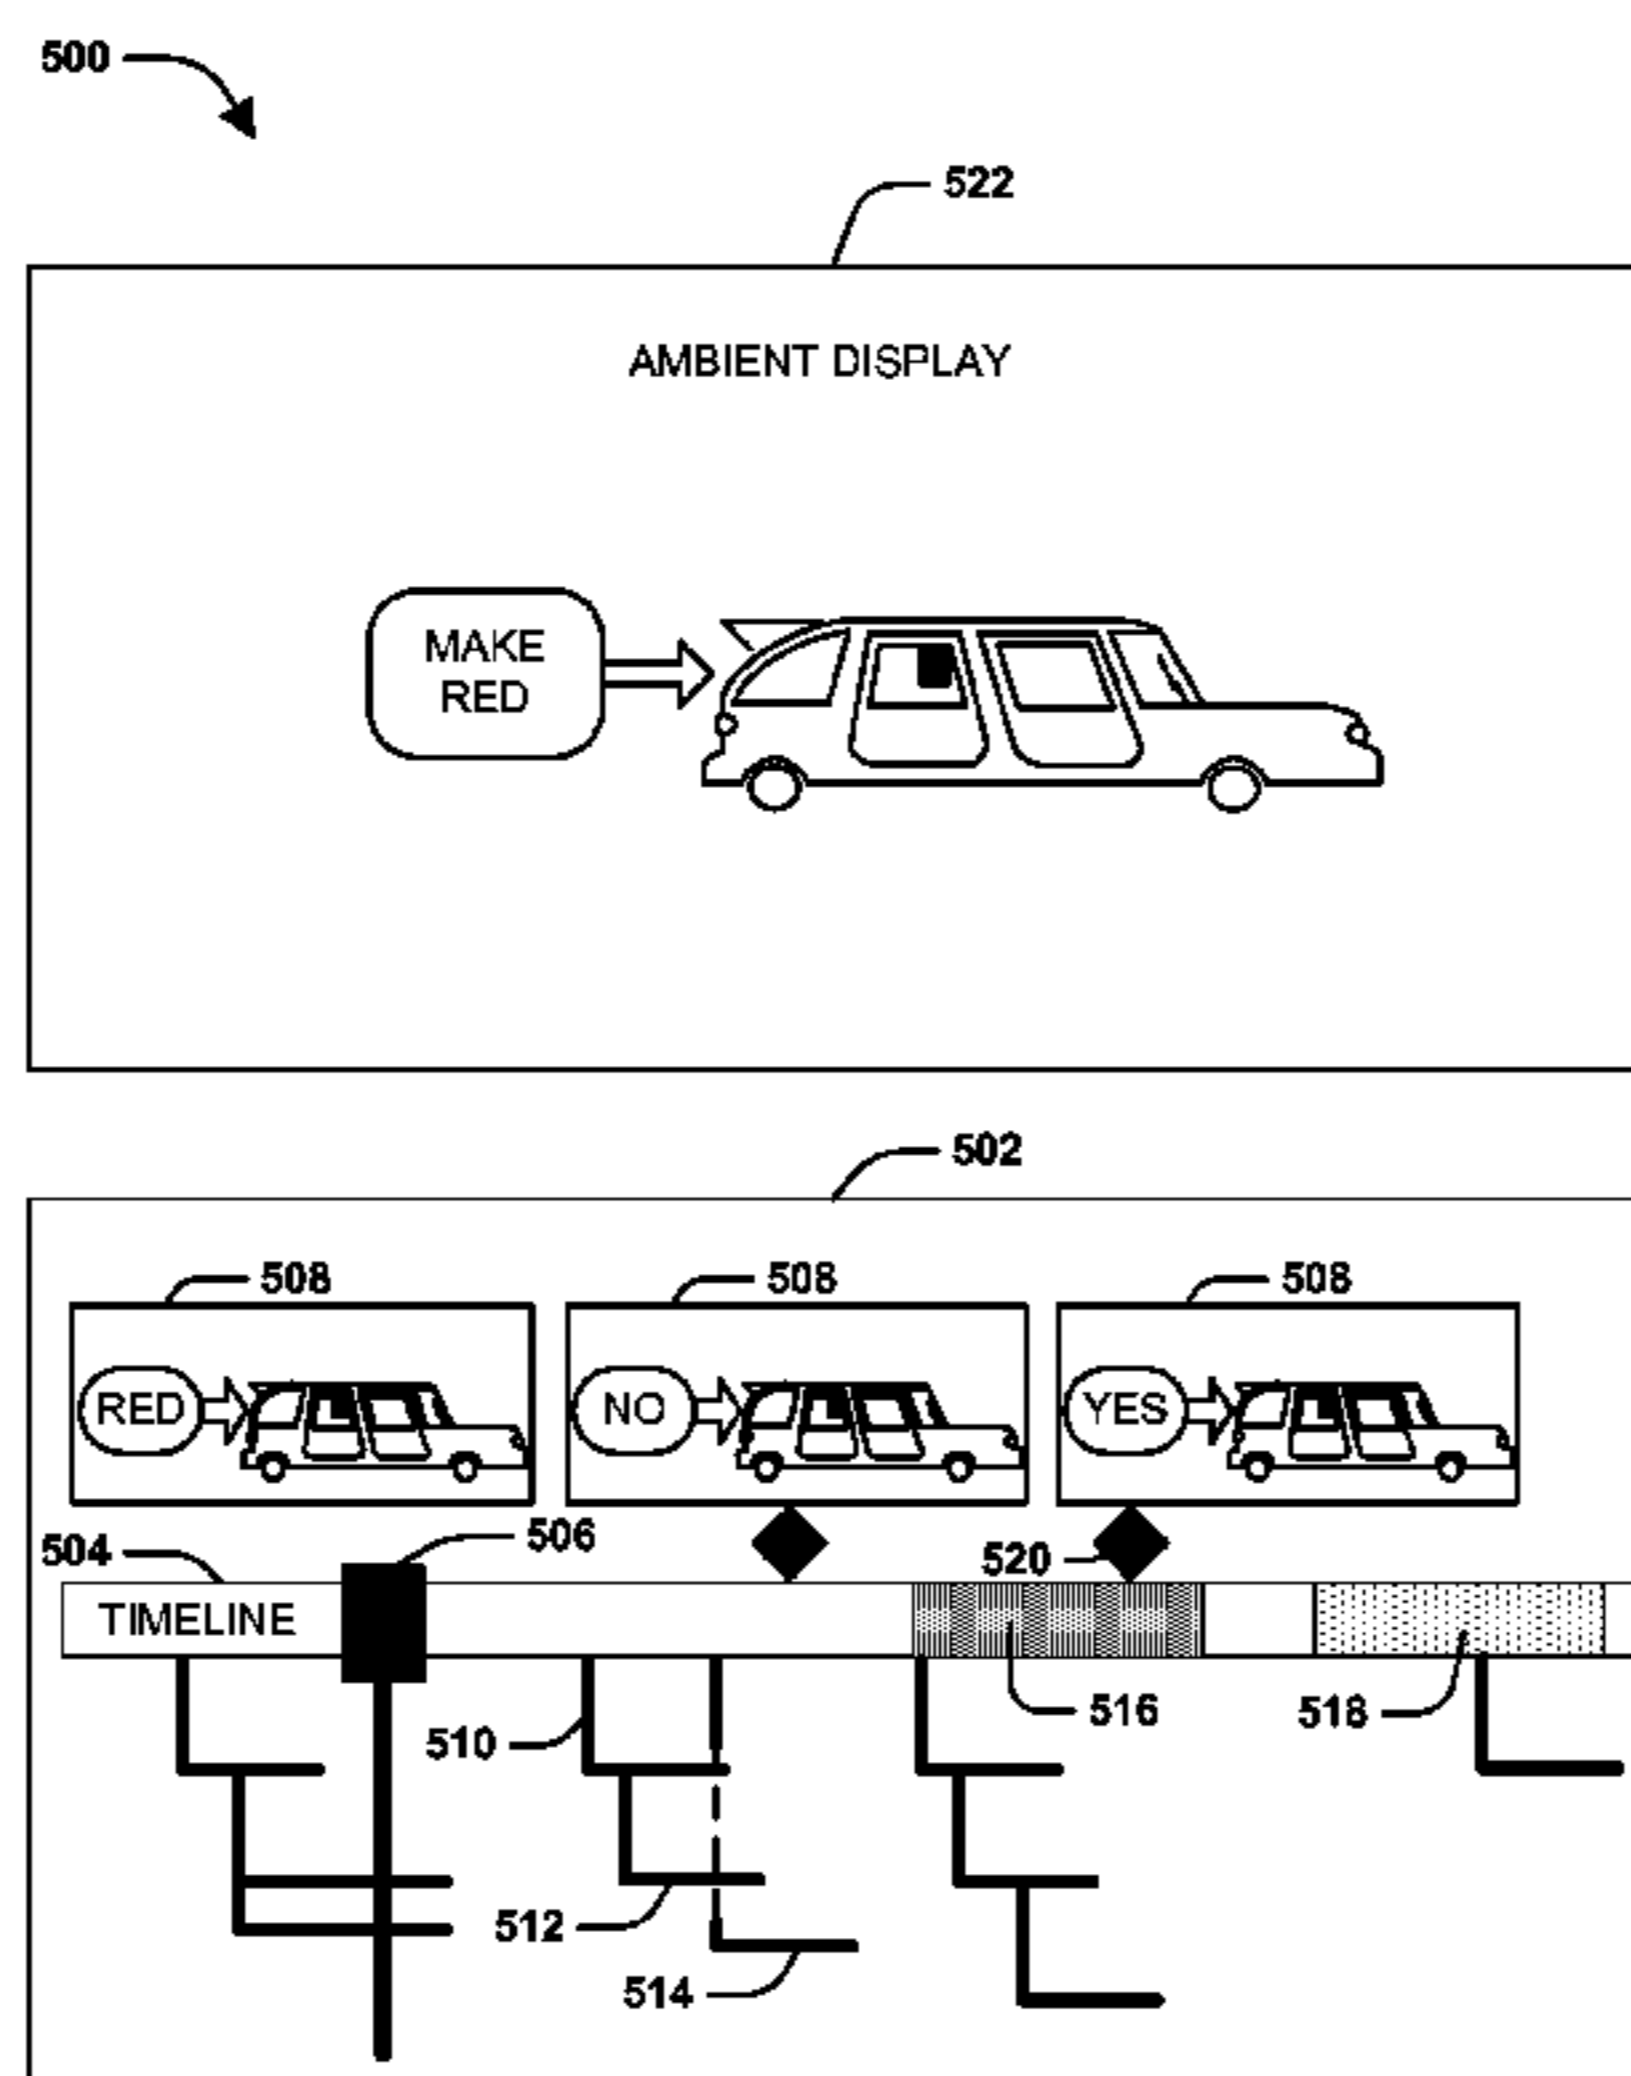 500
522
AMBIENT DISPLAY
MAKE
RED
502
508 508 508
RED NO YES
504 506 520
TIMELINE
510 516 518
512
514